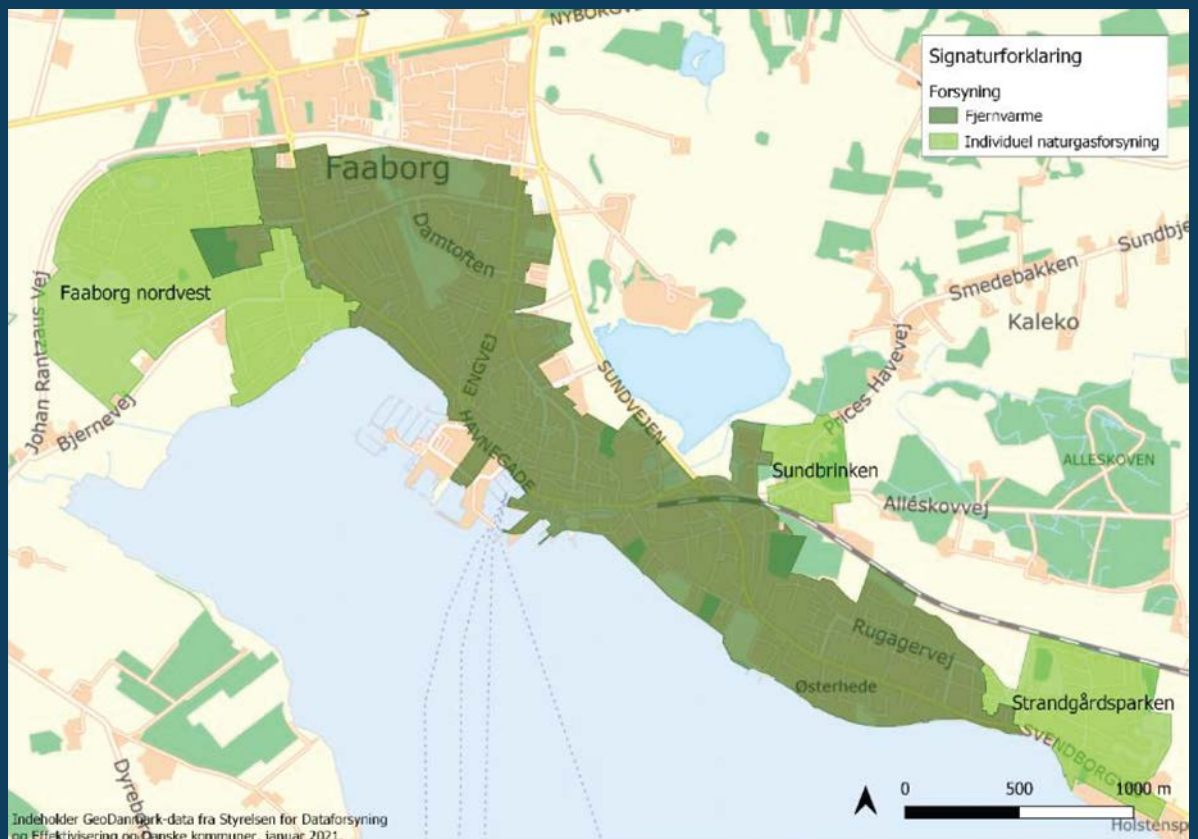 NYBORGV
Signaturforklaring
Forsyning
Fjernvarme
Individuel naturgasforsyning
Faaborg
Damtoften
Sundbje
Smedebakken
Kaleko
Faaborg nordvest
Johan Rantzaus Vej
Bjernevej
ENGVEJ
HAVNEGADE
SUNDVEJEN
Prices Havevej
Sundbrinken
ALLESKOVEN
Alléskovvej
Rugagervej
Østerhede
Strandgårdsparken
SVENDBORGV
Dyrebo
0 500 1000 m
Holstensp
Indeholder GeoDanmark-data fra Styrelsen for Dataforsyning
og Effektivisering og Danske kommuner, januar 2021